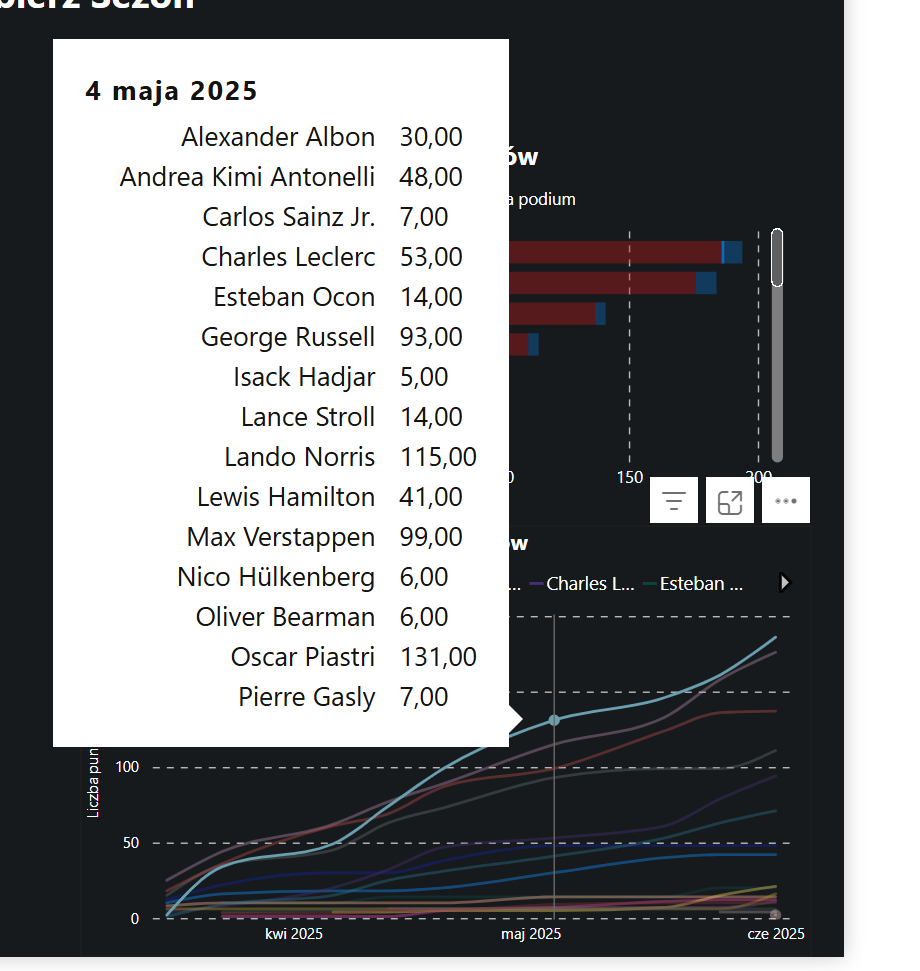 Sezon
4 maja 2025
Alexander Albon 30,00
Andrea Kimi Antonelli 48,00
Carlos Sainz Jr. 7,00
Charles Leclerc 53,00
Esteban Ocon 14,00
George Russell 93,00
Isack Hadjar 5,00
Lance Stroll 14,00
Lando Norris 115,00
Lewis Hamilton 41,00
Max Verstappen 99,00
Nico Hülkenberg 6,00
Oliver Bearman 6,00
Oscar Piastri 131,00
Pierre Gasly 7,00
ów
a podium
0 150 200
ów
... Charles L... Esteban ...
Liczba pun
100
50
0
kwi 2025 maj 2025 cze 2025